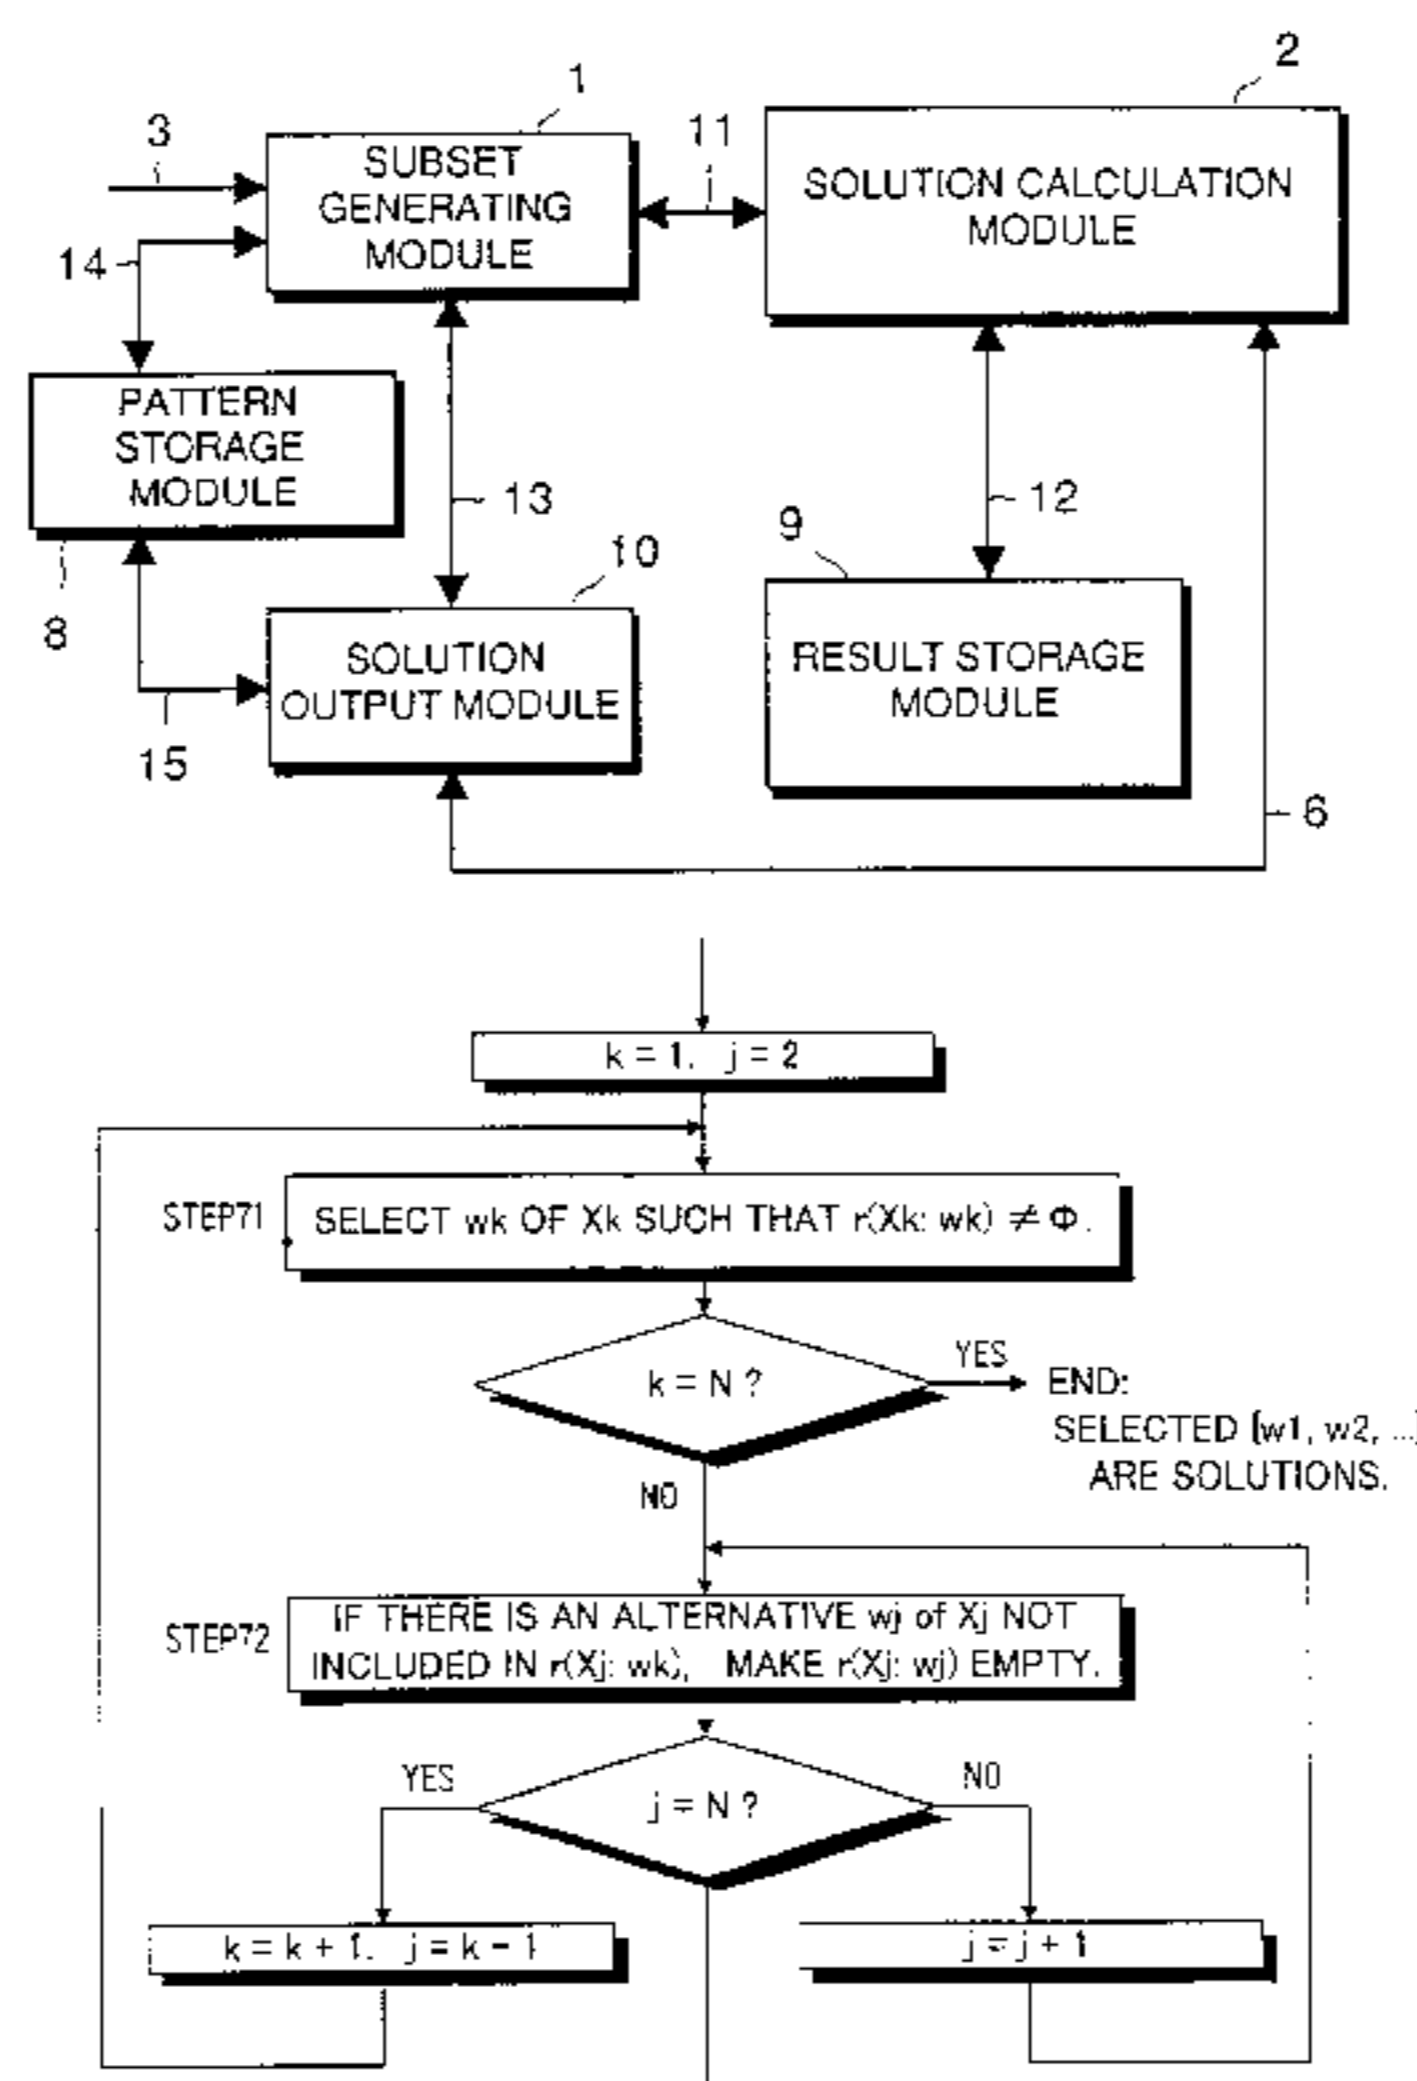 1
2
3
11
SUBSET
GENERATING
MODULE
SOLUTION CALCULATION
MODULE
14
PATTERN
STORAGE
MODULE
13
12
9
10
8
SOLUTION
OUTPUT MODULE
RESULT STORAGE
MODULE
15
6
k = 1, j = 2
STEP71
SELECT wk OF Xk SUCH THAT r(Xk: wk) ≠ Φ.
k = N ?
YES
END:
SELECTED {w1, w2, ...
ARE SOLUTIONS.
NO
STEP72
IF THERE IS AN ALTERNATIVE wj of Xj NOT
INCLUDED IN r(Xj: wk), MAKE r(Xj: wj) EMPTY.
YES
NO
j = N ?
k = k + 1, j = k - 1
j = j + 1